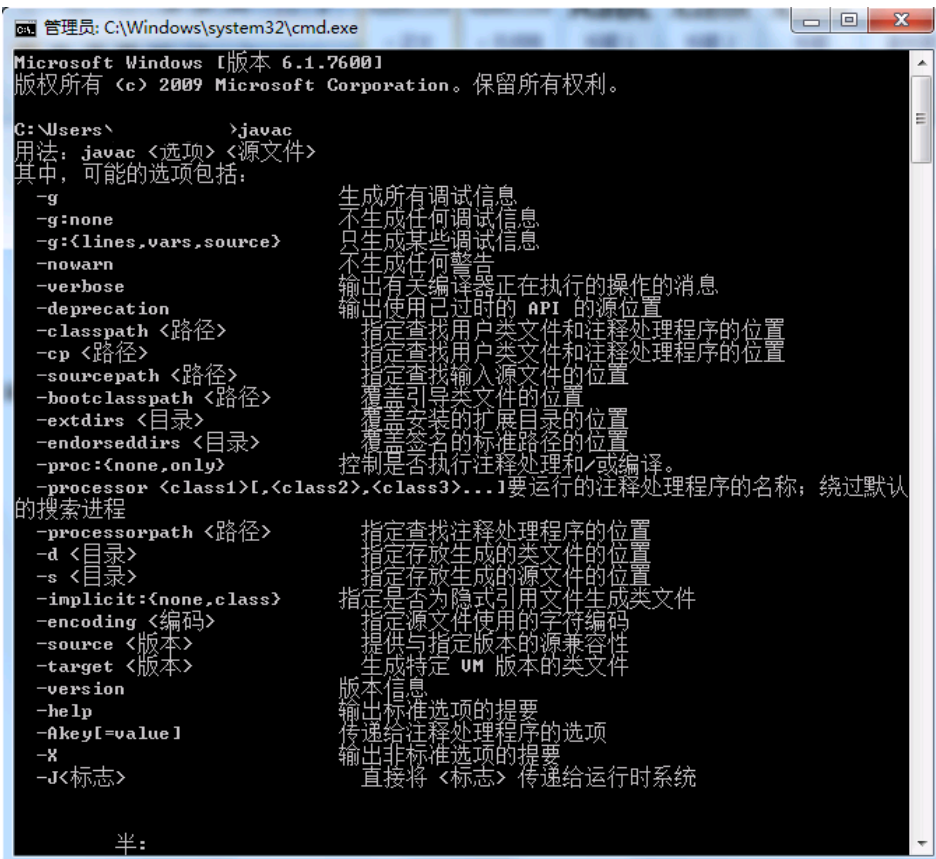 管理员: C:\Windows\system32\cmd.exe
Microsoft Windows [版本 6.1.7600]
版权所有 (c) 2009 Microsoft Corporation。保留所有权利。
C:\Users\ >javac
用法: javac <选项> <源文件>
其中, 可能的选项包括:
-g 生成所有调试信息
-g:none 不生成任何调试信息
-g:{lines,vars,source} 只生成某些调试信息
-nowarn 不生成任何警告
-verbose 输出有关编译器正在执行的操作的消息
-deprecation 输出使用已过时的 API 的源位置
-classpath <路径> 指定查找用户类文件和注释处理程序的位置
-cp <路径> 指定查找用户类文件和注释处理程序的位置
-sourcepath <路径> 指定查找输入源文件的位置
-bootclasspath <路径> 覆盖引导类文件的位置
-extdirs <目录> 覆盖安装的扩展目录的位置
-endorseddirs <目录> 覆盖签名的标准路径的位置
-proc:{none,only} 控制是否执行注释处理和/或编译。
-processor <class1>[,<class2>,<class3>...]要运行的注释处理程序的名称; 绕过默认
的搜索进程
-processorpath <路径> 指定查找注释处理程序的位置
-d <目录> 指定存放生成的类文件的位置
-s <目录> 指定存放生成的源文件的位置
-implicit:{none,class} 指定是否为隐式引用文件生成类文件
-encoding <编码> 指定源文件使用的字符编码
-source <版本> 提供与指定版本的源兼容性
-target <版本> 生成特定 VM 版本的类文件
-version 版本信息
-help 输出标准选项的提要
-Akey[=value] 传递给注释处理程序的选项
-X 输出非标准选项的提要
-J<标志> 直接将 <标志> 传递给运行时系统
半: